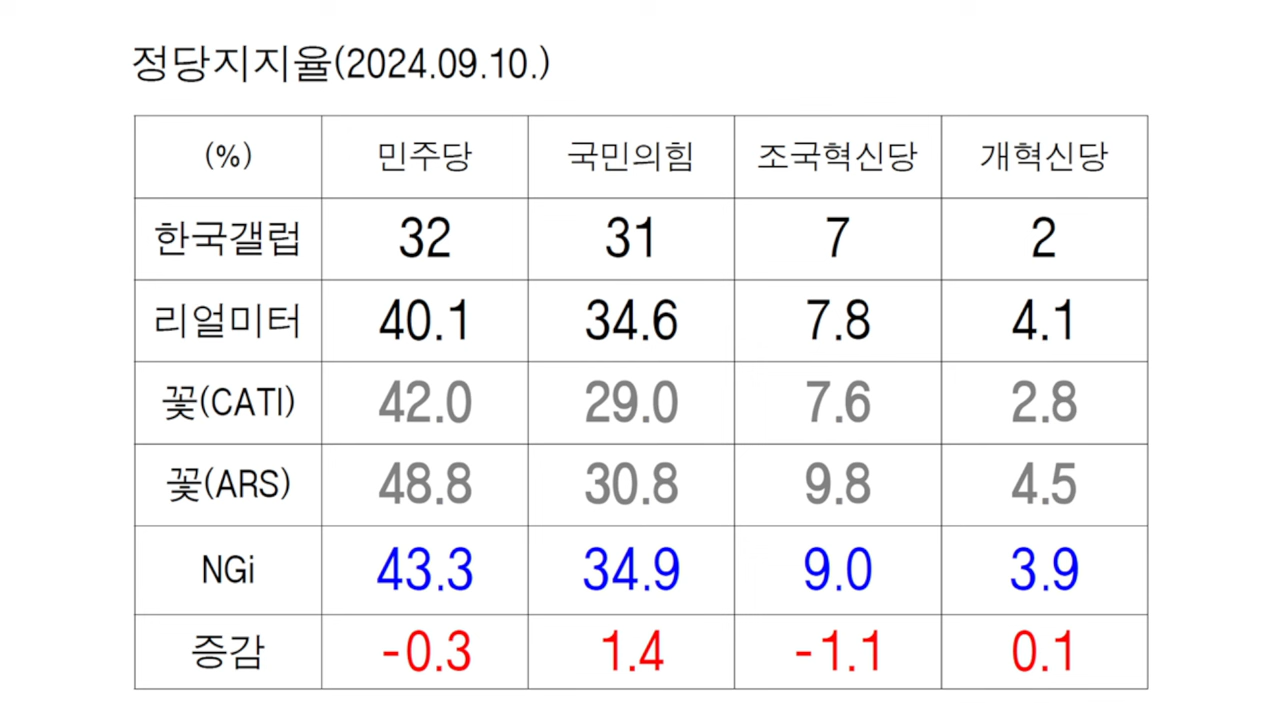 정당지지율(2024.09.10.)
(%) 민주당 국민의힘 조국혁신당 개혁신당
한국갤럽 32 31 7 2
리얼미터 40.1 34.6 7.8 4.1
꽃(CATI) 42.0 29.0 7.6 2.8
꽃(ARS) 48.8 30.8 9.8 4.5
NGi 43.3 34.9 9.0 3.9
증감 -0.3 1.4 -1.1 0.1